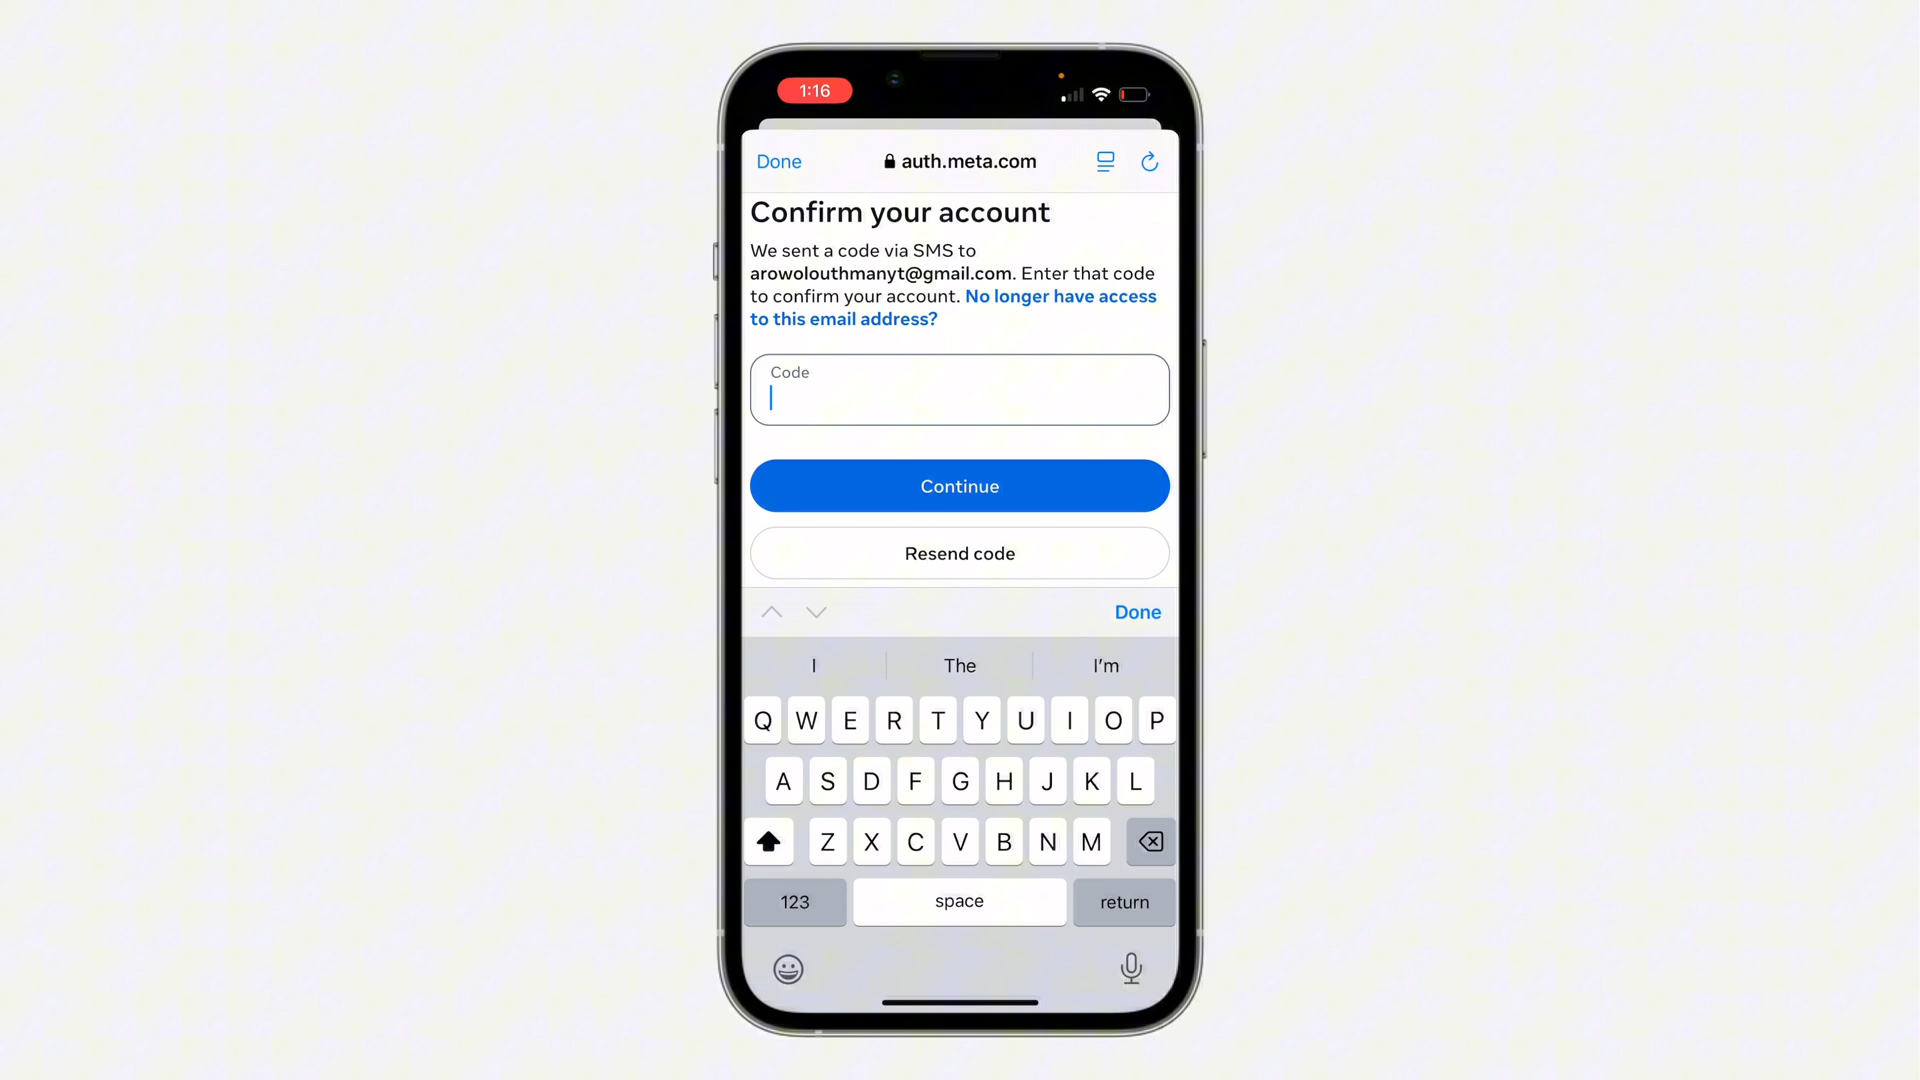 1:16
Done
auth.meta.com
Confirm your account
We sent a code via SMS to
arowolouthmanyt@gmail.com. Enter that code
to confirm your account. No longer have access
to this email address?
Code
Continue
Resend code
Done
I The I'm
Q W E R T Y U I O P
A S D F G H J K L
Z X C V B N M
123 space return